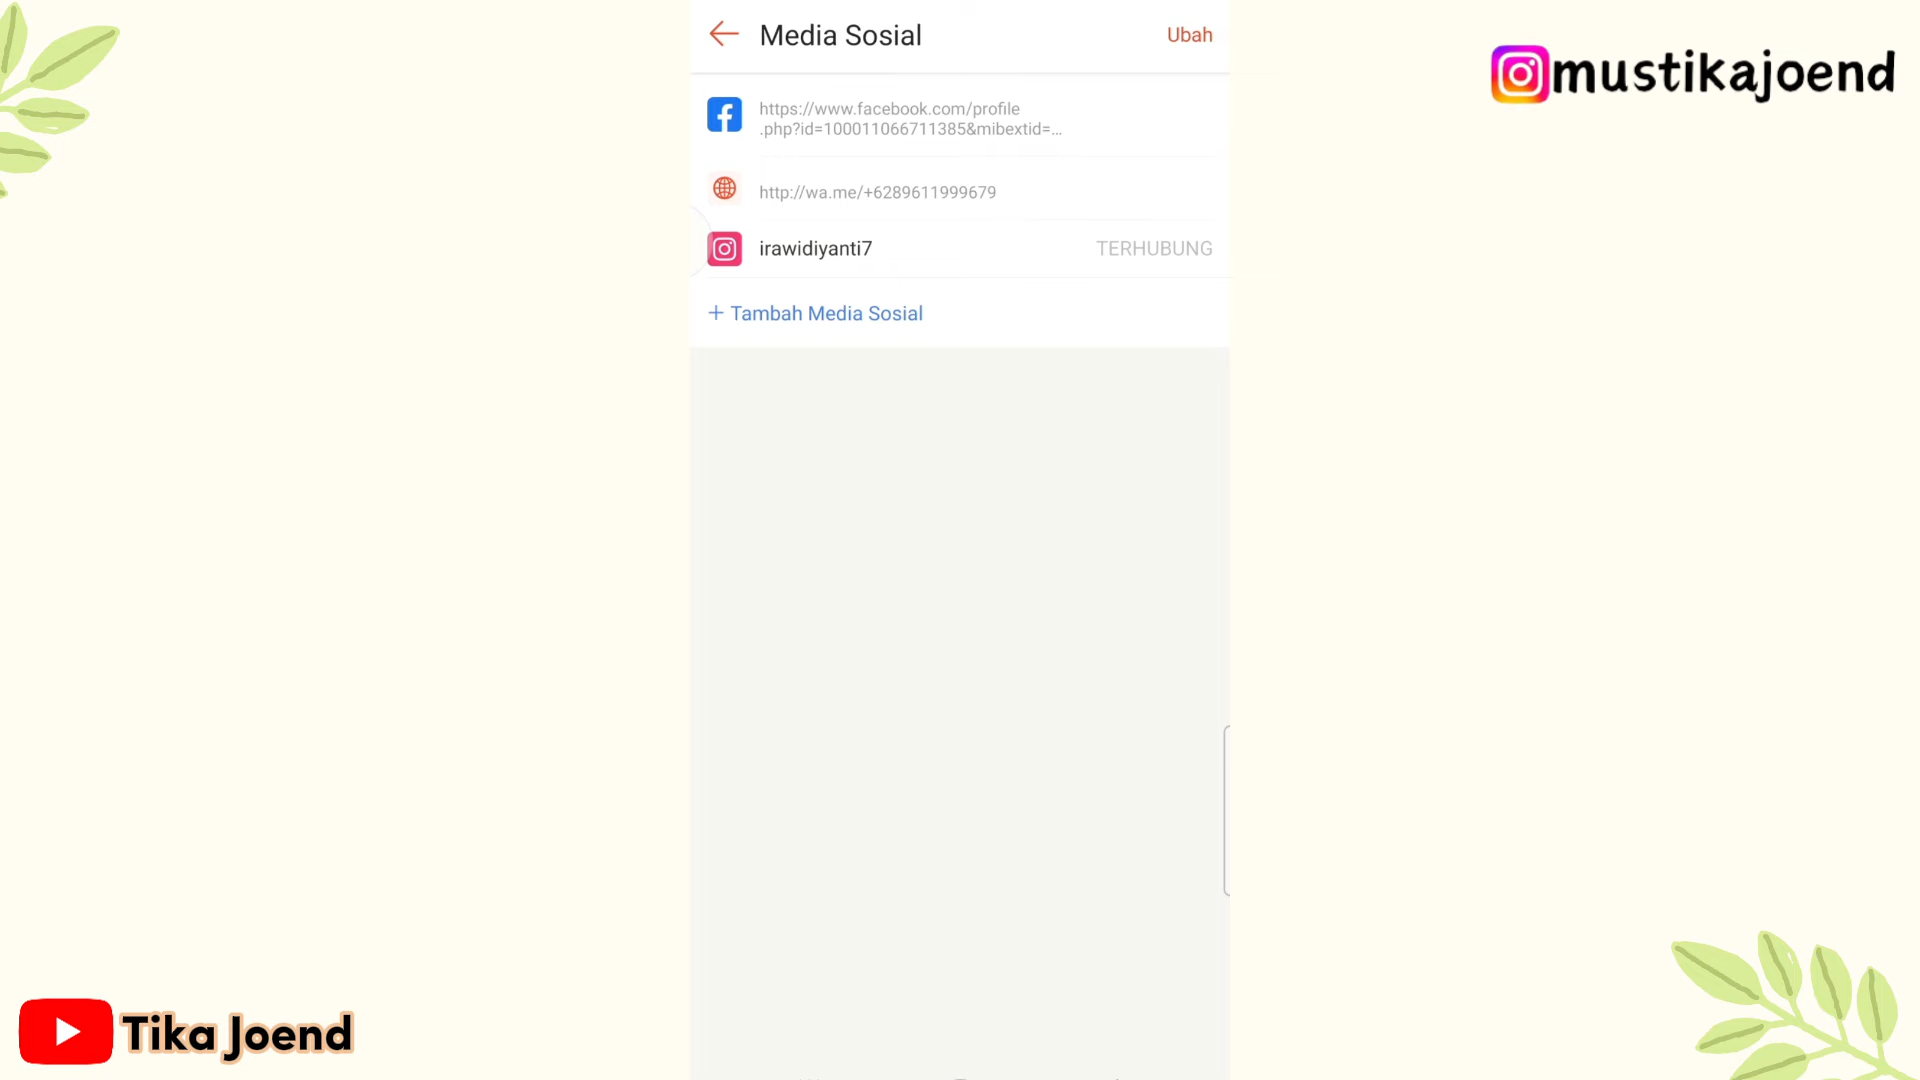 Media Sosial
Ubah
mustikajoend
https://www.facebook.com/profile
.php?id=100011066711385&mibextid=...
http://wa.me/+6289611999679
irawidiyanti7
TERHUBUNG
+ Tambah Media Sosial
Tika Joend